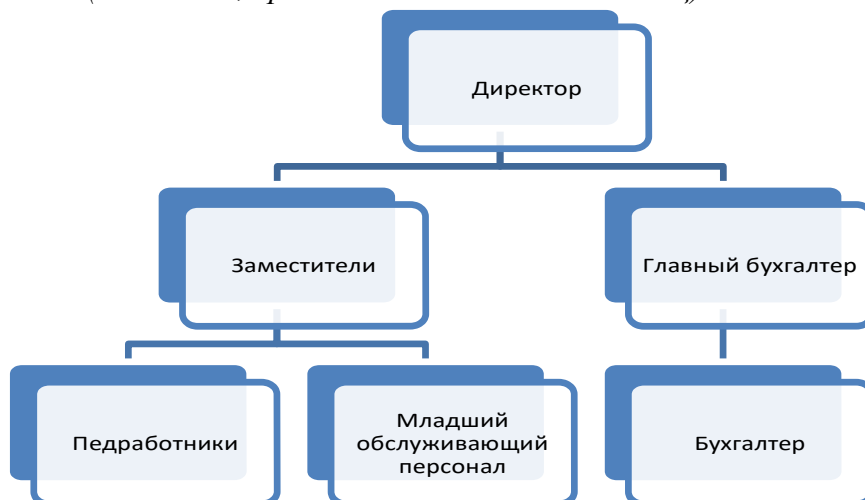 Директор
Заместители
Главный бухгалтер
Педработники
Младший
обслуживающий
персонал
Бухгалтер